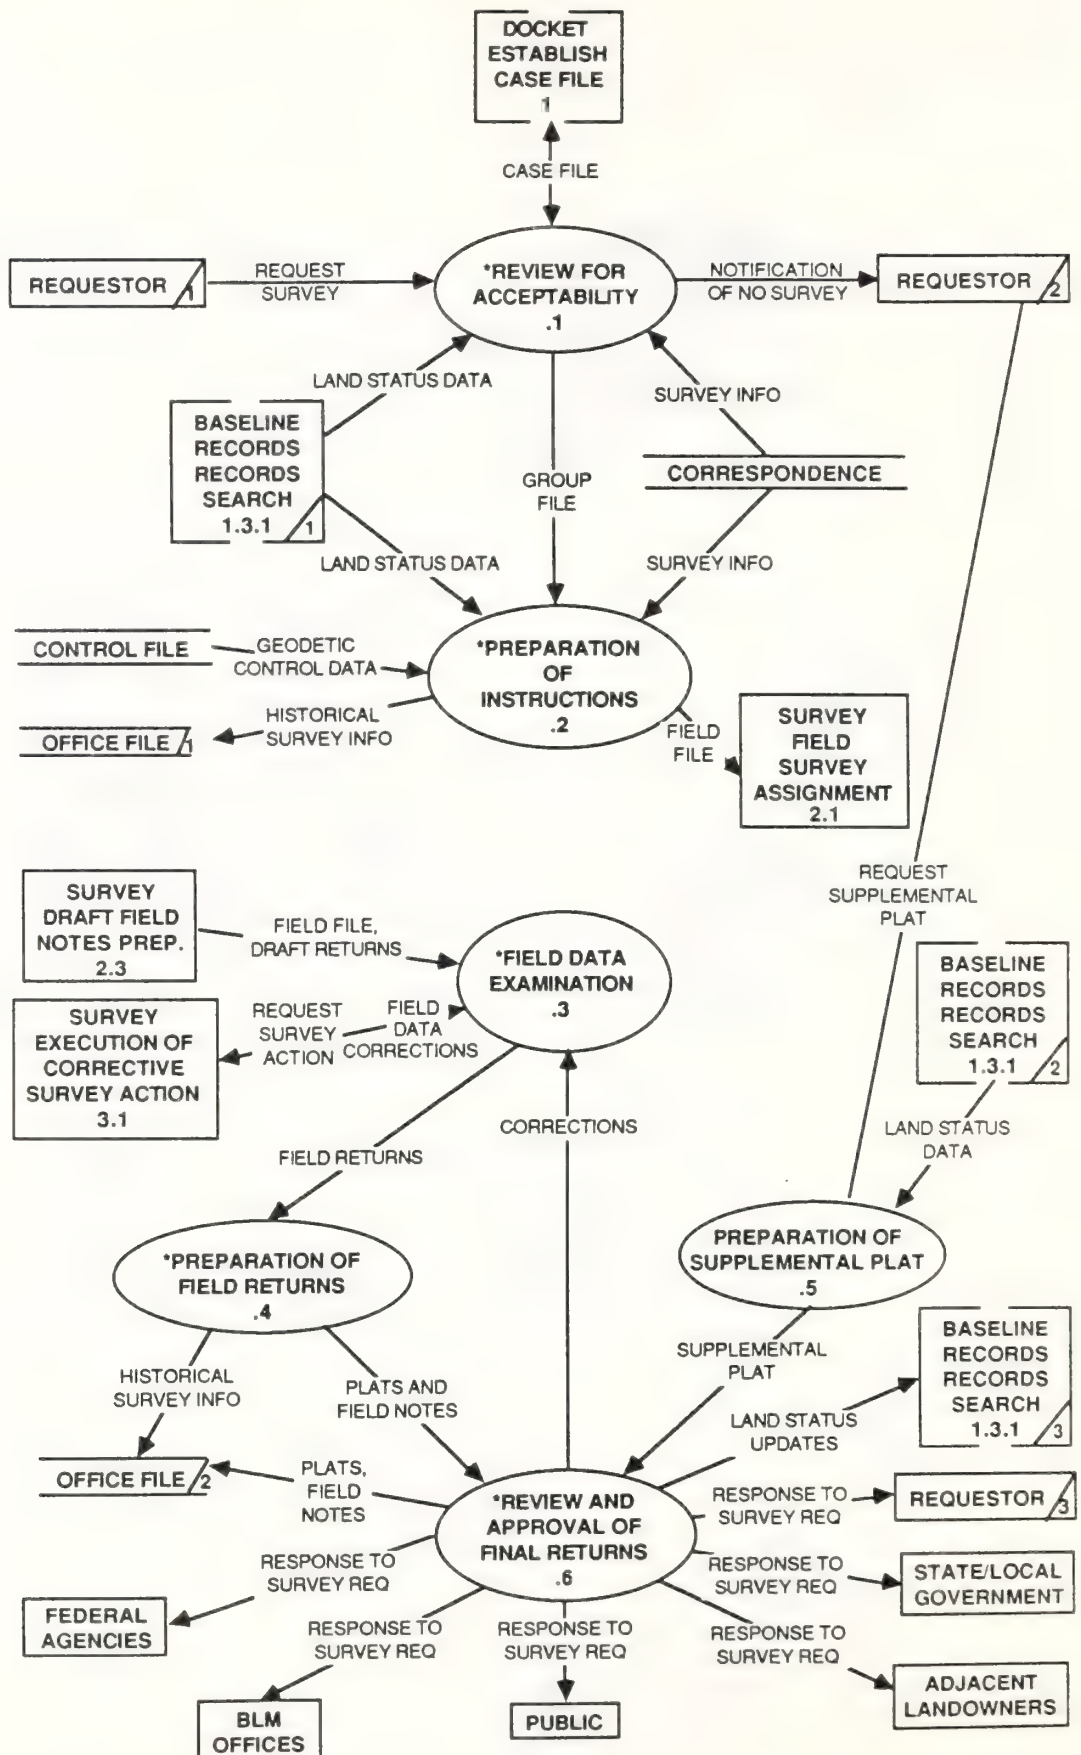 DOCKET
ESTABLISH
CASE FILE
1
CASE FILE
REQUESTOR 1
REQUEST
SURVEY
*REVIEW FOR
ACCEPTABILITY
.1
NOTIFICATION
OF NO SURVEY
REQUESTOR 2
LAND STATUS DATA
SURVEY INFO
BASELINE
RECORDS
RECORDS
SEARCH
1.3.1 1
GROUP
FILE
CORRESPONDENCE
LAND STATUS DATA
SURVEY INFO
CONTROL FILE
GEODETIC
CONTROL DATA
*PREPARATION
OF
INSTRUCTIONS
.2
OFFICE FILE 1
HISTORICAL
SURVEY INFO
FIELD
FILE
SURVEY
FIELD
SURVEY
ASSIGNMENT
2.1
REQUEST
SUPPLEMENTAL
PLAT
SURVEY
DRAFT FIELD
NOTES PREP.
2.3
FIELD FILE,
DRAFT RETURNS
*FIELD DATA
EXAMINATION
.3
BASELINE
RECORDS
RECORDS
SEARCH
1.3.1 2
SURVEY
EXECUTION OF
CORRECTIVE
SURVEY ACTION
3.1
REQUEST
SURVEY
ACTION
FIELD
DATA
CORRECTIONS
CORRECTIONS
LAND STATUS
DATA
FIELD RETURNS
*PREPARATION OF
FIELD RETURNS
.4
PREPARATION OF
SUPPLEMENTAL PLAT
.5
HISTORICAL
SURVEY INFO
PLATS AND
FIELD NOTES
SUPPLEMENTAL
PLAT
BASELINE
RECORDS
RECORDS
SEARCH
1.3.1 3
LAND STATUS
UPDATES
OFFICE FILE 2
PLATS,
FIELD
NOTES
*REVIEW AND
APPROVAL OF
FINAL RETURNS
.6
RESPONSE TO
SURVEY REQ
REQUESTOR 3
RESPONSE TO
SURVEY REQ
RESPONSE TO
SURVEY REQ
STATE/LOCAL
GOVERNMENT
FEDERAL
AGENCIES
RESPONSE TO
SURVEY REQ
RESPONSE TO
SURVEY REQ
RESPONSE TO
SURVEY REQ
ADJACENT
LANDOWNERS
BLM
OFFICES
PUBLIC